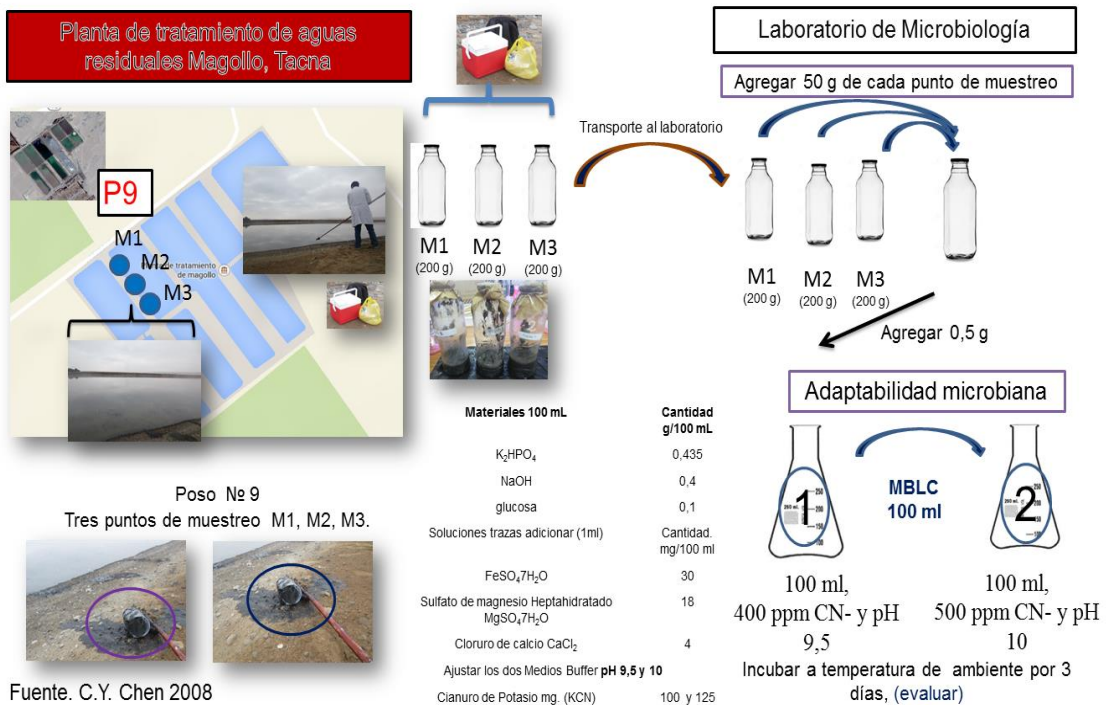 Planta de tratamiento de aguas
residuales Magollo, Tacna
P9
M1
M2
M3
de tratamiento
de magollo
M1
(200 g)
M2
(200 g)
M3
(200 g)
Transporte al laboratorio
Laboratorio de Microbiología
Agregar 50 g de cada punto de muestreo
M1
(200 g)
M2
(200 g)
M3
(200 g)
Agregar 0,5 g
Adaptabilidad microbiana
1
MBLC
100 ml
2
100 ml,
400 ppm CN- y pH
9,5
100 ml,
500 ppm CN- y pH
10
Incubar a temperatura de ambiente por 3
días, (evaluar)
Poso № 9
Tres puntos de muestreo M1, M2, M3.
Materiales 100 mL Cantidad
g/100 mL
K₂HPO₄ 0,435
NaOH 0,4
glucosa 0,1
Soluciones trazas adicionar (1ml) Cantidad.
mg/100 ml
FeSO₄7H₂O 30
Sulfato de magnesio Heptahidratado 18
MgSO₄7H₂O
Cloruro de calcio CaCl₂ 4
Ajustar los dos Medios Buffer pH 9,5 y 10
Cianuro de Potasio mg. (KCN) 100 y 125
Fuente. C.Y. Chen 2008